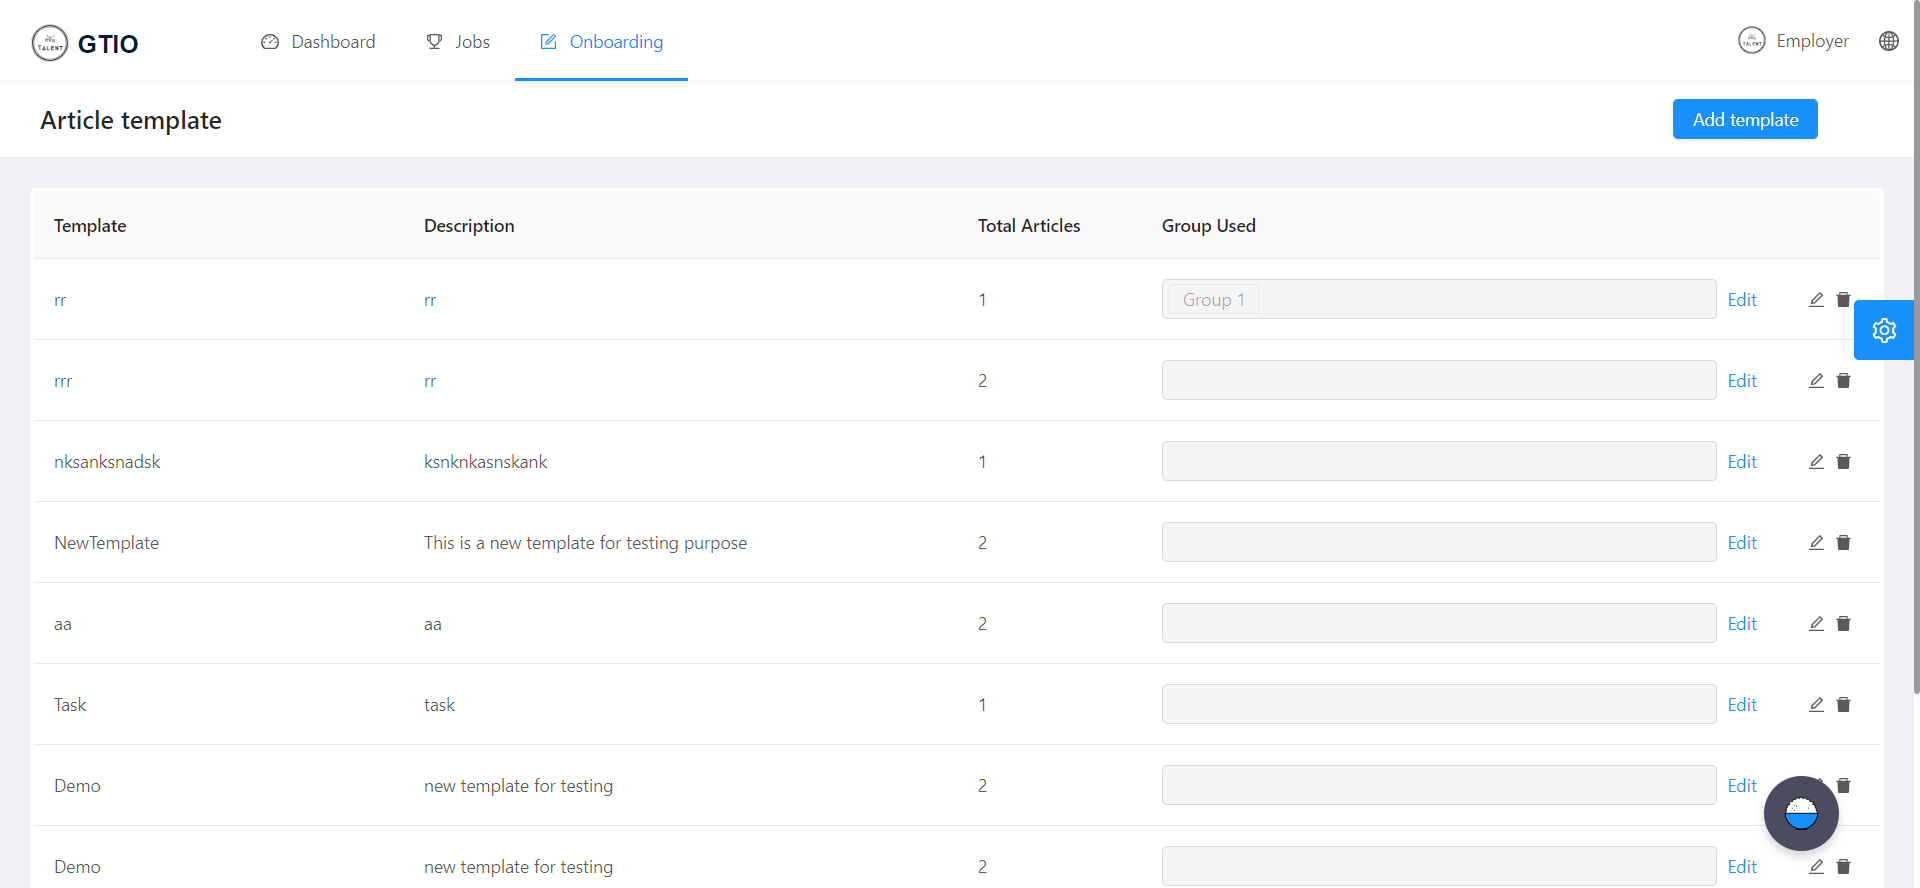 TALENT GTIO Dashboard Jobs Onboarding TALENT Employer
Article template Add template
Template Description Total Articles Group Used
rr rr 1 Group 1 Edit
rrr rr 2 Edit
nksanksnadsk ksnknkasnskank 1 Edit
NewTemplate This is a new template for testing purpose 2 Edit
aa aa 2 Edit
Task task 1 Edit
Demo new template for testing 2 Edit
Demo new template for testing 2 Edit